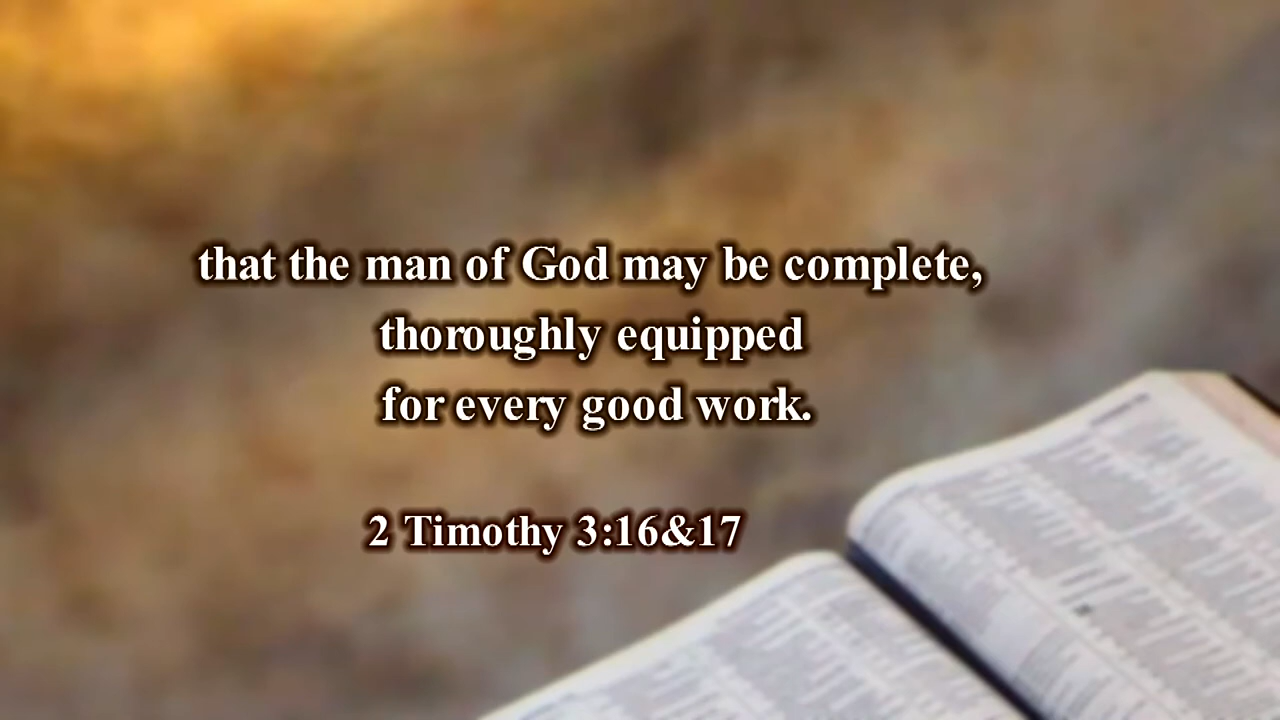 that the man of God may be complete,
thoroughly equipped
for every good work.
2 Timothy 3:16&17